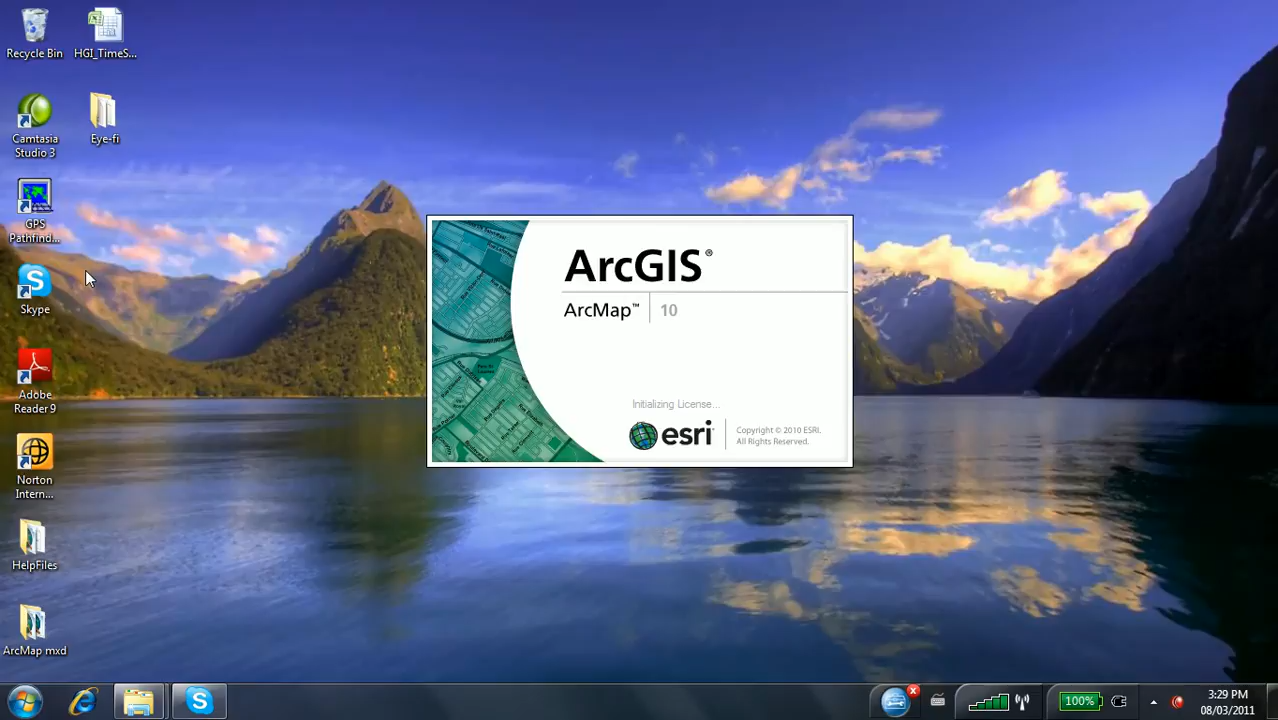 Recycle Bin
HGI_TimeS...
Camtasia
Studio 3
Eye-fi
GPS
Pathfind...
Skype
Adobe
Reader 9
Norton
Intern...
HelpFiles
ArcMap mxd
ArcGIS®
ArcMap™ 10
Initializing License...
esri
Copyright © 2010 ESRI.
All Rights Reserved.
100%
3:29 PM
08/03/2011